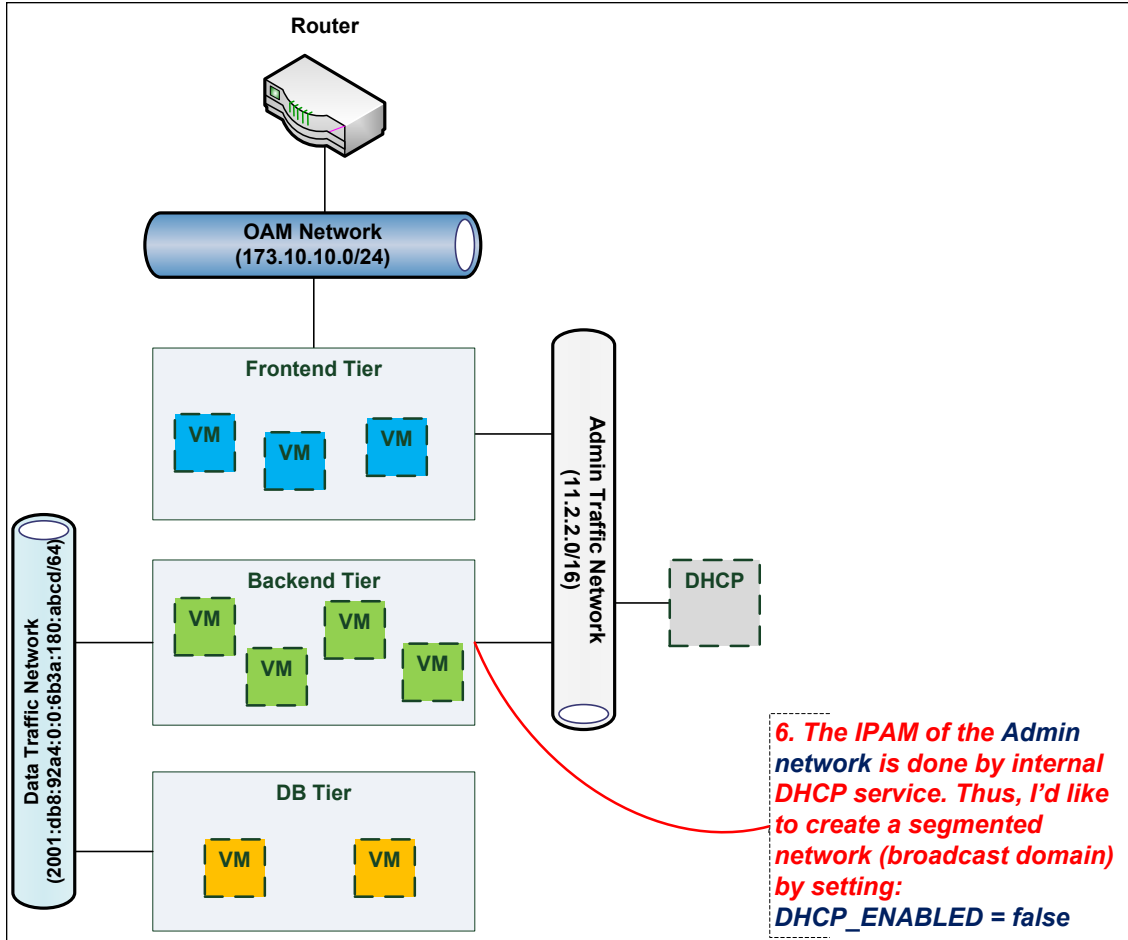 Router
OAM Network
(173.10.10.0/24)
Frontend Tier
VM
VM
VM
Admin Traffic Network
(11.2.2.0/16)
Backend Tier
VM
VM
VM
VM
DHCP
Data Traffic Network
(2001:db8:92a4:0:0:6b3a:180:abcd/64)
DB Tier
VM
VM
6. The IPAM of the Admin
network is done by internal
DHCP service. Thus, I’d like
to create a segmented
network (broadcast domain)
by setting:
DHCP_ENABLED = false